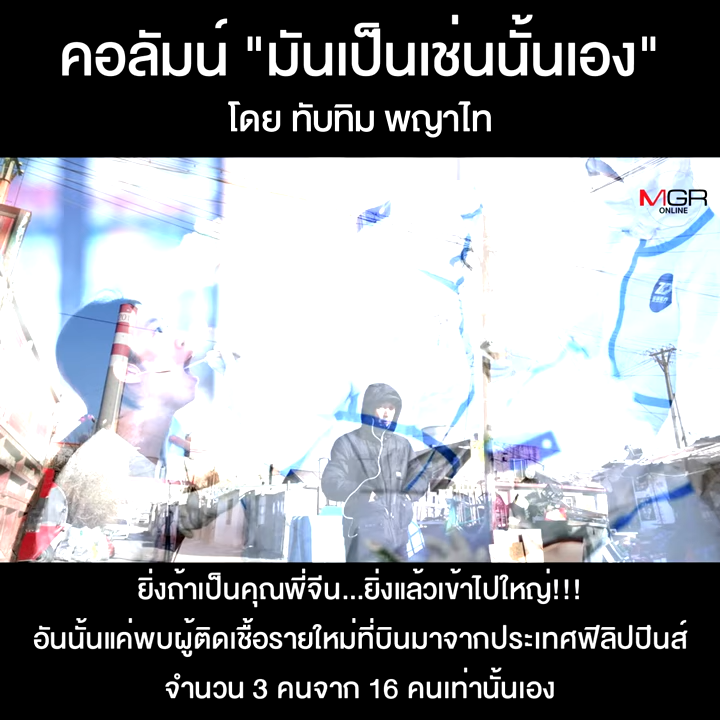 คอลัมน์ "มันเป็นเช่นนั้นเอง"
โดย ทับทิม พญาไท
MGR
ONLINE
ยิ่งถ้าเป็นคุณพี่จีน...ยิ่งแล้วเข้าไปใหญ่!!!
อันนั้นแค่พบผู้ติดเชื้อรายใหม่ที่บินมาจากประเทศฟิลิปปินส์
จำนวน 3 คนจาก 16 คนเท่านั้นเอง